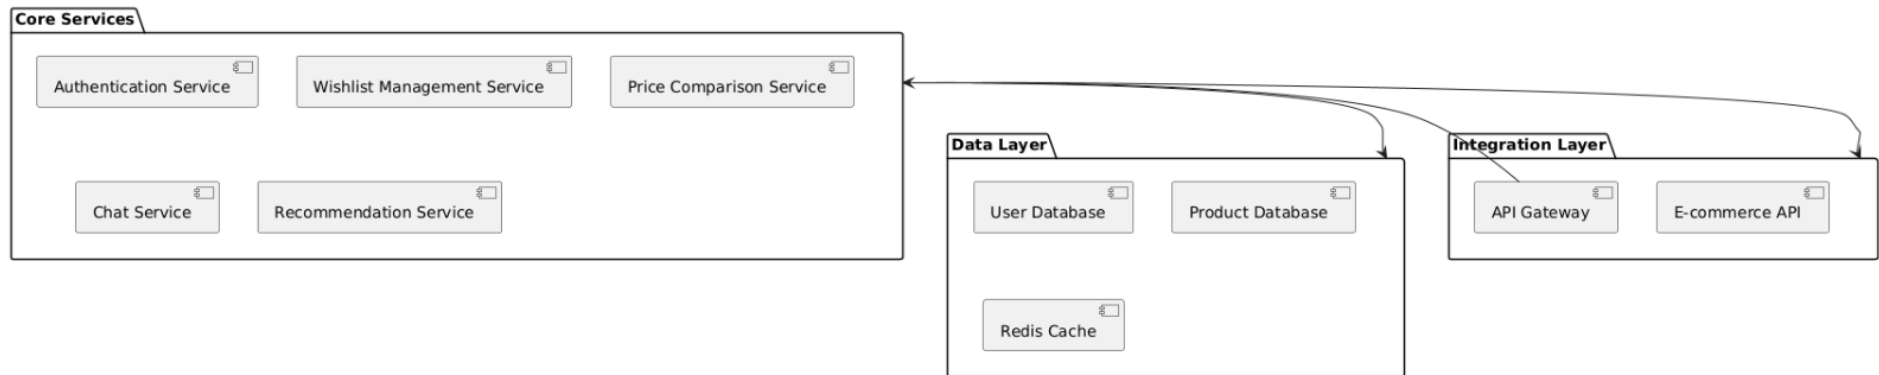 Core Services
Authentication Service
Wishlist Management Service
Price Comparison Service
Chat Service
Recommendation Service
Data Layer
User Database
Product Database
Redis Cache
Integration Layer
API Gateway
E-commerce API